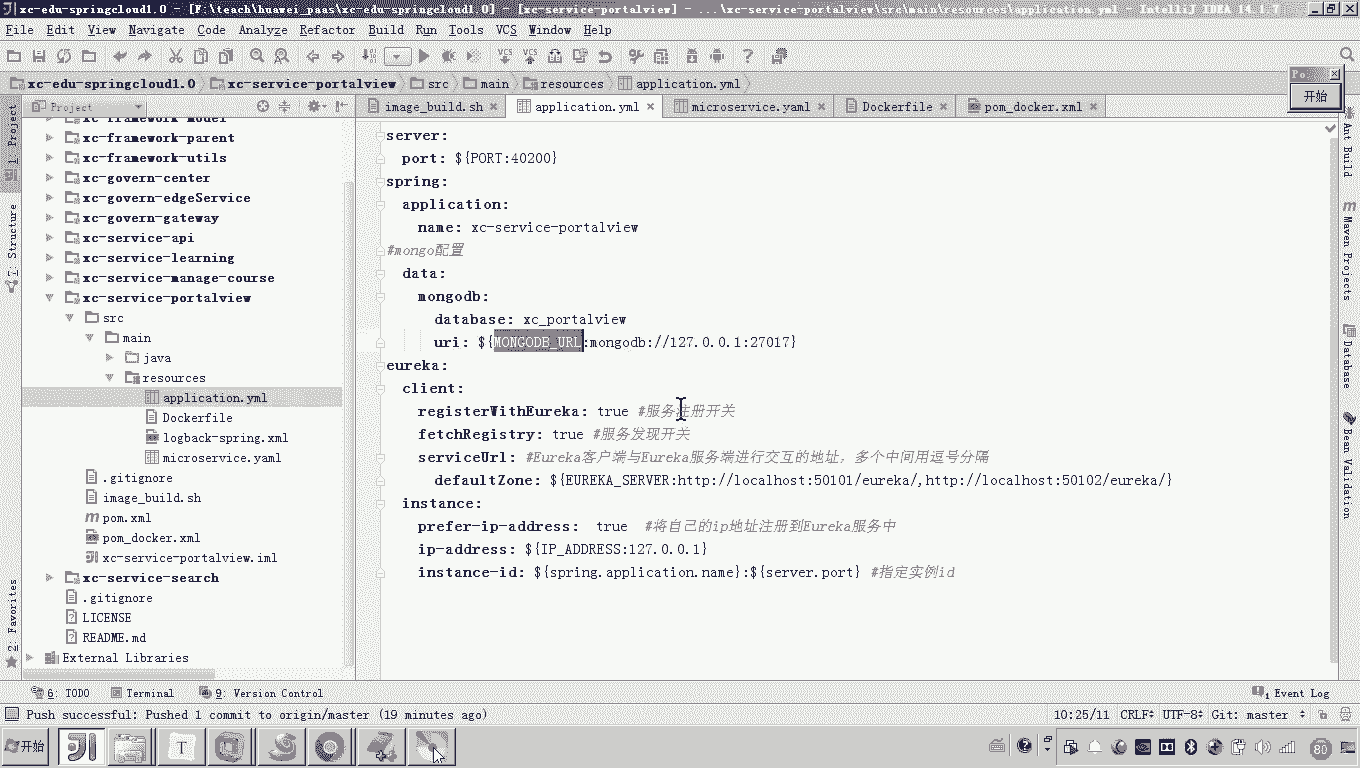 xc-edu-springcloud1.0 - [F:\teach\huawei_paas\xc-edu-springcloud1.0] - [xc-service-portalview] - ...\xc-service-portalview\src\main\resources\application.yml - IntelliJ IDEA 14.1.7
File Edit View Navigate Code Analyze Refactor Build Run Tools VCS Window Help
xc-edu-springcloud1.0 xc-service-portalview src main resources application.yml
开始
Project
image_build.sh application.yml microservice.yaml Dockerfile pom_docker.xml
1: Project
7: Structure
2: Favorites
xc-framework-model
xc-framework-parent
xc-framework-utils
xc-govern-center
xc-govern-edgeService
xc-govern-gateway
xc-service-api
xc-service-learning
xc-service-manage-course
xc-service-portalview
src
main
java
resources
application.yml
Dockerfile
logback-spring.xml
microservice.yaml
.gitignore
image_build.sh
pom.xml
pom_docker.xml
xc-service-portalview.iml
xc-service-search
.gitignore
LICENSE
README.md
External Libraries
server:
port: ${PORT:40200}
spring:
application:
name: xc-service-portalview
#mongo配置
data:
mongodb:
database: xc_portalview
uri: ${MONGODB_URL:mongodb://127.0.0.1:27017}
eureka:
client:
registerWithEureka: true #服务注册开关
fetchRegistry: true #服务发现开关
serviceUrl: #Eureka客户端与Eureka服务端进行交互的地址，多个中间用逗号分隔
defaultZone: ${EUREKA_SERVER:http://localhost:50101/eureka/,http://localhost:50102/eureka/}
instance:
prefer-ip-address: true #将自己的ip地址注册到Eureka服务中
ip-address: ${IP_ADDRESS:127.0.0.1}
instance-id: ${spring.application.name}:${server.port} #指定实例id
Ant Build
Maven Projects
Database
Bean Validation
6: TODO Terminal 9: Version Control 1 Event Log
Push successful: Pushed 1 commit to origin/master (19 minutes ago) 10:25/11 CRLF UTF-8 Git: master
开始 T 80